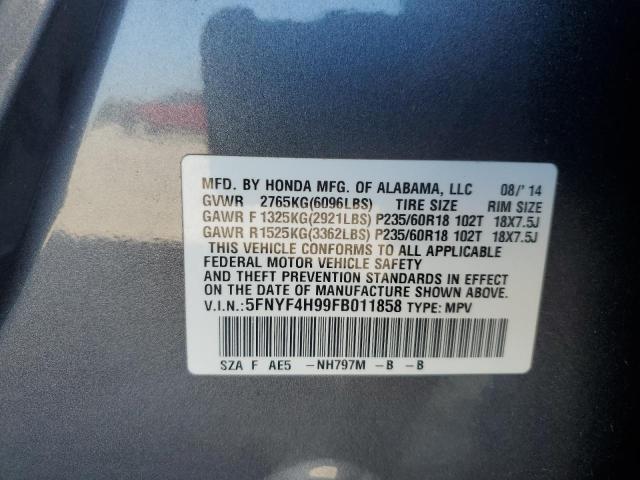 MFD. BY HONDA MFG. OF ALABAMA, LLC 08/'14
GVWR 2765KG(6096LBS) TIRE SIZE RIM SIZE
GAWR F 1325KG(2921LBS) P235/60R18 102T 18X7.5J
GAWR R1525KG(3362LBS) P235/60R18 102T 18X7.5J
THIS VEHICLE CONFORMS TO ALL APPLICABLE
FEDERAL MOTOR VEHICLE SAFETY
AND THEFT PREVENTION STANDARDS IN EFFECT
ON THE DATE OF MANUFACTURE SHOWN ABOVE.
V.I.N.: 5FNYF4H99FB011858 TYPE: MPV
SZA F AE5 -NH797M -B -B